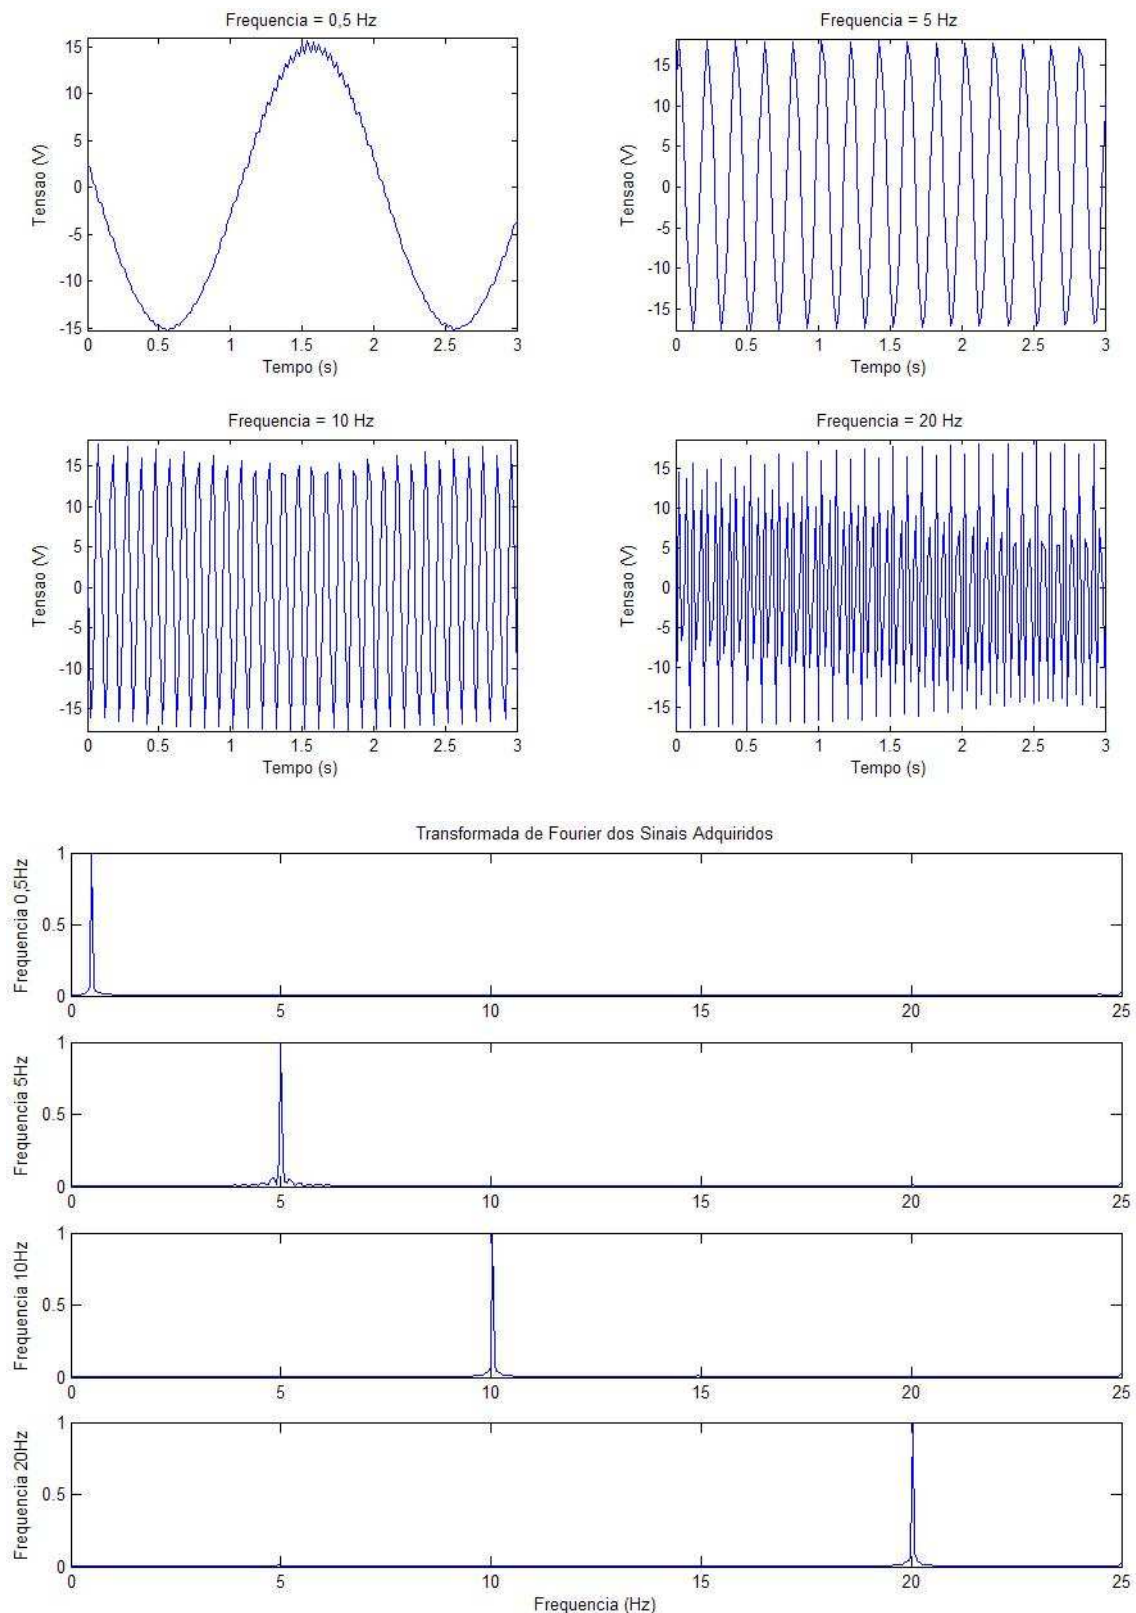 Frequencia = 0,5 Hz
Tensao (V)
15
10
5
0
-5
-10
-15
0 0.5 1 1.5 2 2.5 3
Tempo (s)
Frequencia = 5 Hz
Tensao (V)
15
10
5
0
-5
-10
-15
0 0.5 1 1.5 2 2.5 3
Tempo (s)
Frequencia = 10 Hz
Tensao (V)
15
10
5
0
-5
-10
-15
0 0.5 1 1.5 2 2.5 3
Tempo (s)
Frequencia = 20 Hz
Tensao (V)
15
10
5
0
-5
-10
-15
0 0.5 1 1.5 2 2.5 3
Tempo (s)
Transformada de Fourier dos Sinais Adquiridos
Frequencia 0,5Hz
1
0.5
0
0 5 10 15 20 25
Frequencia 5Hz
1
0.5
0
0 5 10 15 20 25
Frequencia 10Hz
1
0.5
0
0 5 10 15 20 25
Frequencia 20Hz
1
0.5
0
0 5 10 15 20 25
Frequencia (Hz)